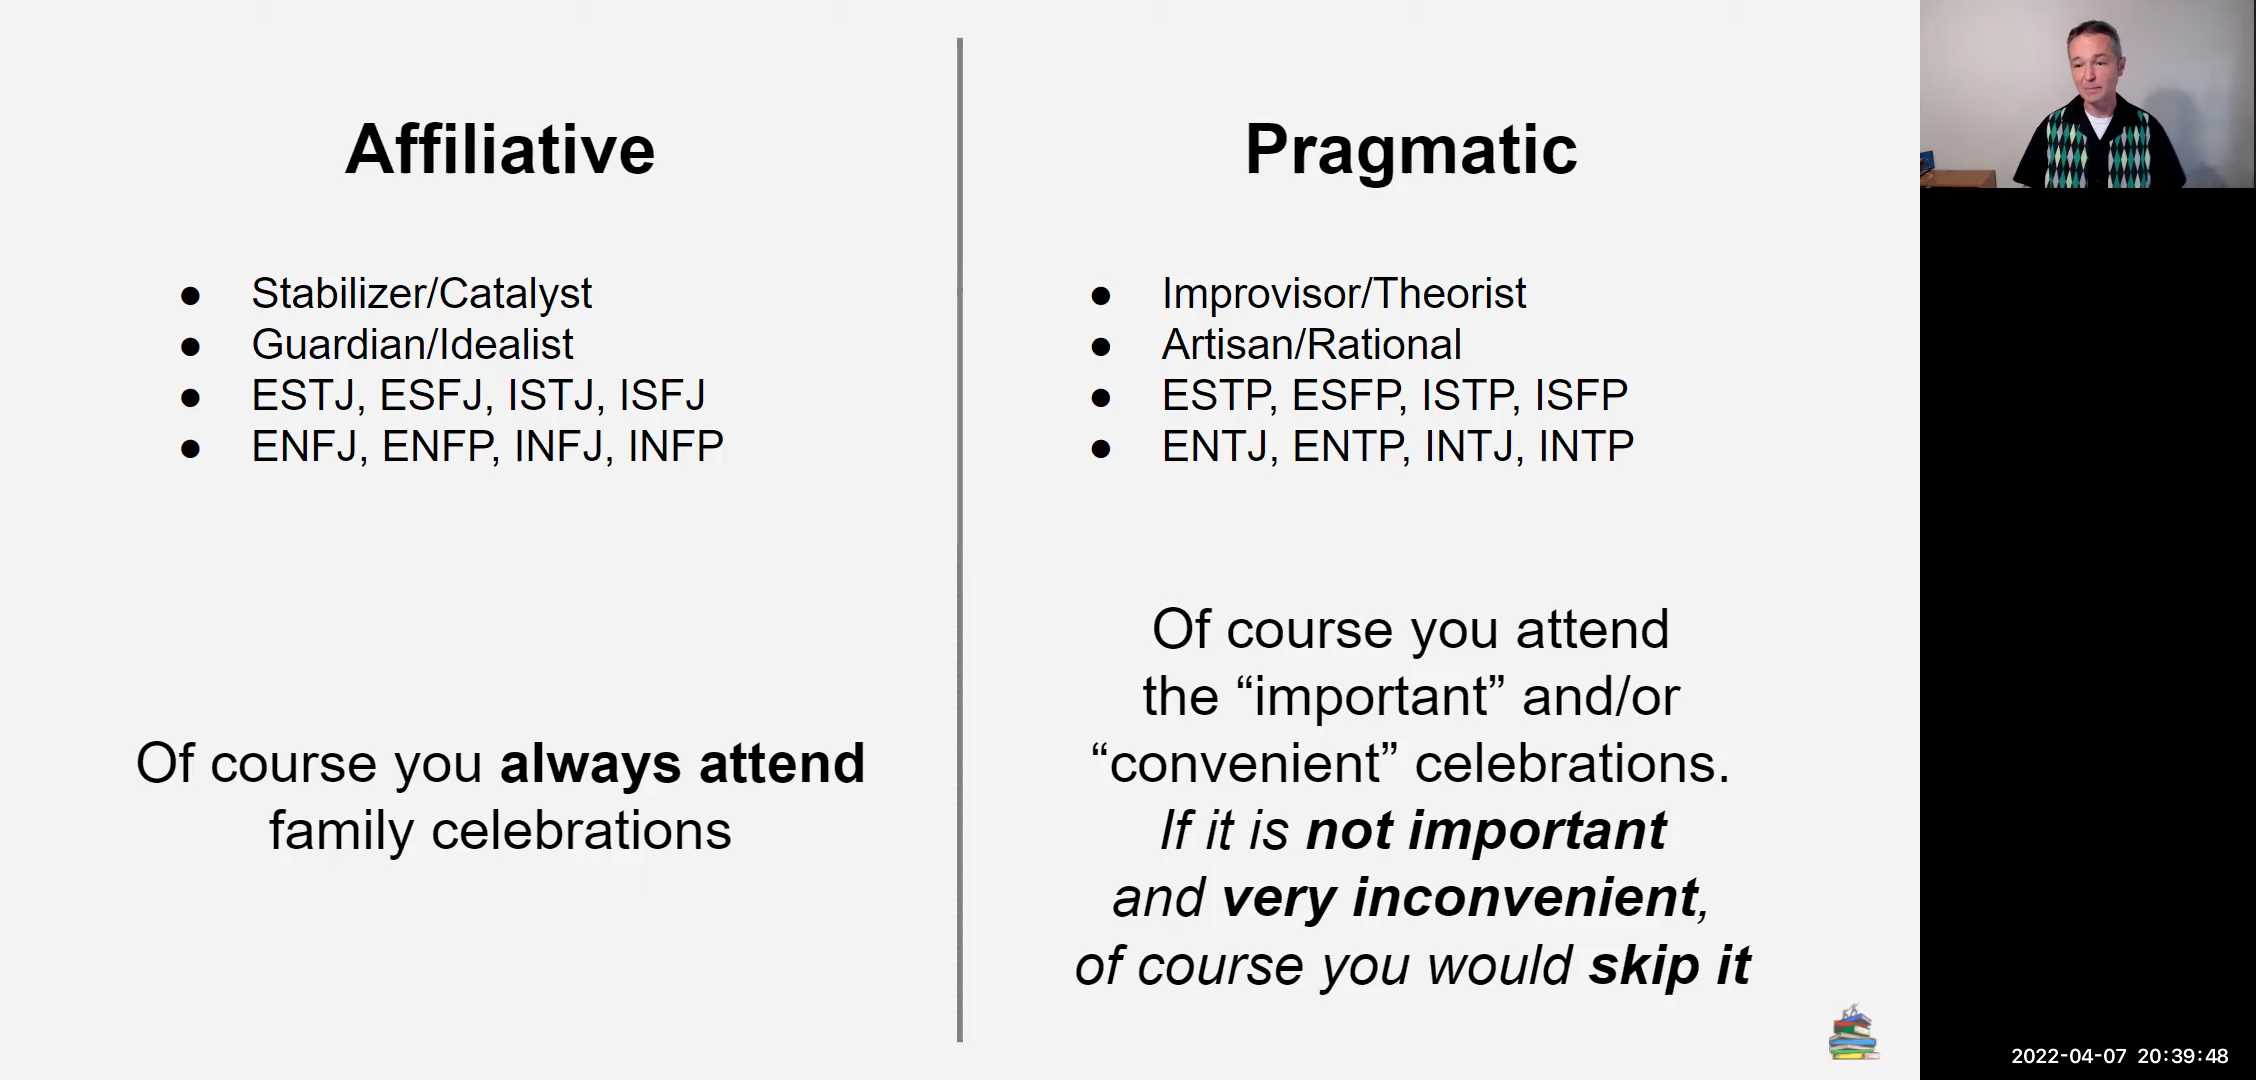 Affiliative
● Stabilizer/Catalyst
● Guardian/Idealist
● ESTJ, ESFJ, ISTJ, ISFJ
● ENFJ, ENFP, INFJ, INFP
Of course you always attend
family celebrations
Pragmatic
● Improvisor/Theorist
● Artisan/Rational
● ESTP, ESFP, ISTP, ISFP
● ENTJ, ENTP, INTJ, INTP
Of course you attend
the “important” and/or
“convenient” celebrations.
If it is not important
and very inconvenient,
of course you would skip it
2022-04-07 20:39:48